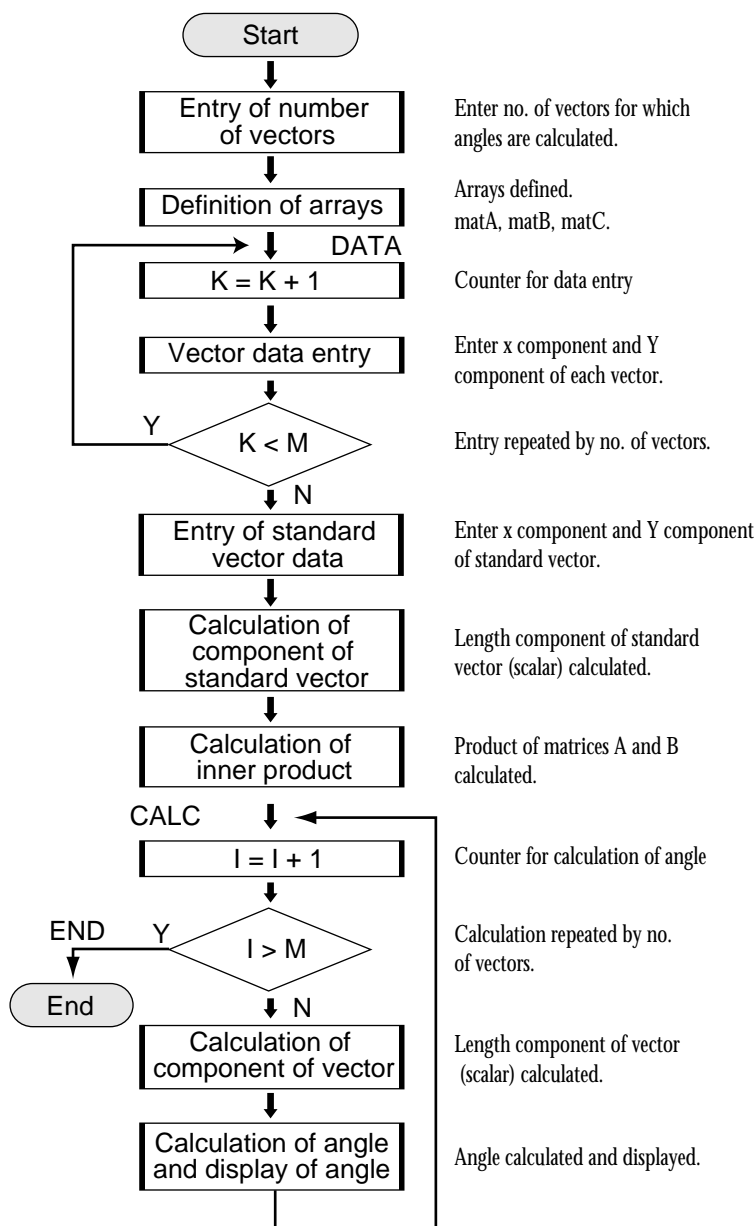 Start
Entry of number
of vectors
Enter no. of vectors for which
angles are calculated.
Definition of arrays
Arrays defined.
matA, matB, matC.
DATA
K = K + 1
Counter for data entry
Vector data entry
Enter x component and Y
component of each vector.
Y
K < M
Entry repeated by no. of vectors.
N
Entry of standard
vector data
Enter x component and Y component
of standard vector.
Calculation of
component of
standard vector
Length component of standard
vector (scalar) calculated.
Calculation of
inner product
Product of matrices A and B
calculated.
CALC
I = I + 1
Counter for calculation of angle
END
Y
I > M
Calculation repeated by no.
of vectors.
End
N
Calculation of
component of vector
Length component of vector
(scalar) calculated.
Calculation of angle
and display of angle
Angle calculated and displayed.